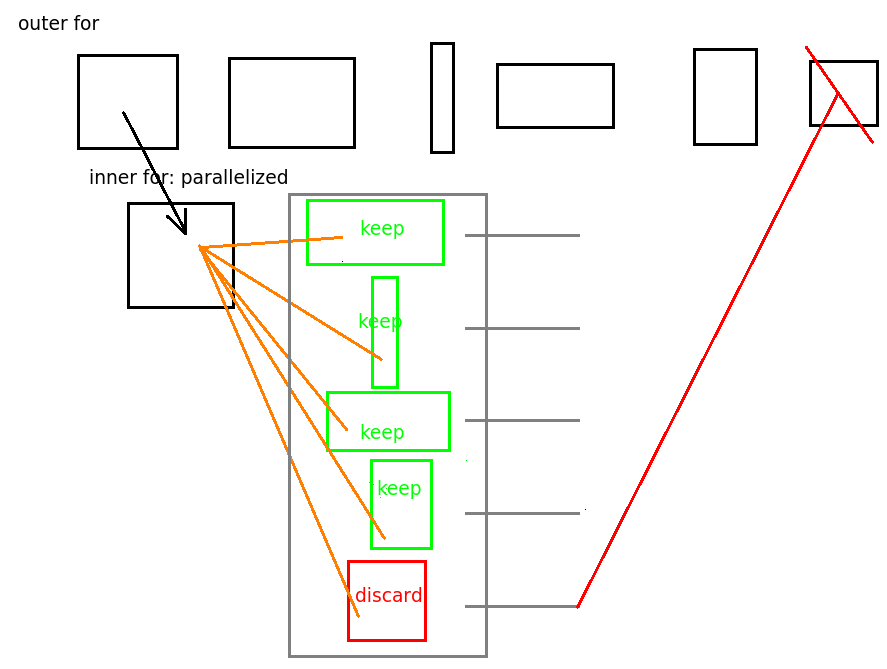 outer for
inner for: parallelized
keep
keep
keep
keep
discard